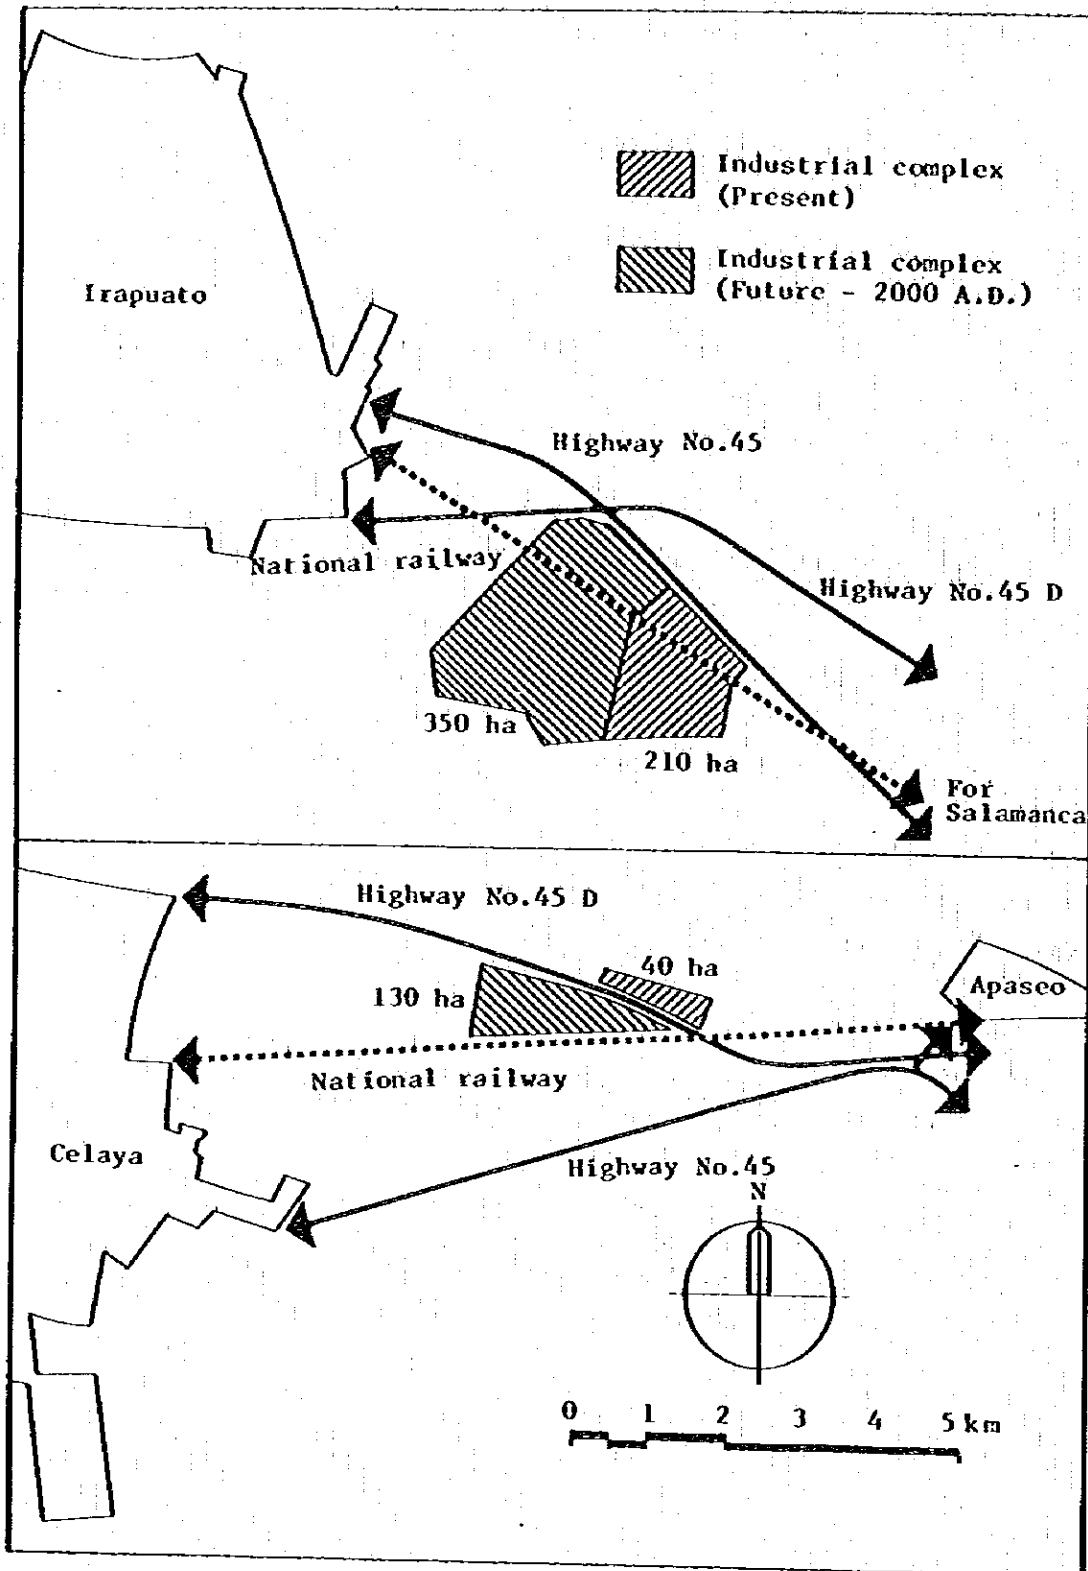 Industrial complex
(Present)
Industrial complex
(Future - 2000 A.D.)
Irapuato
Highway No.45
National railway
Highway No.45 D
350 ha
210 ha
For
Salamanca
Highway No.45 D
40 ha
130 ha
Apaseo
National railway
Celaya
Highway No.45
N
0 1 2 3 4 5 km